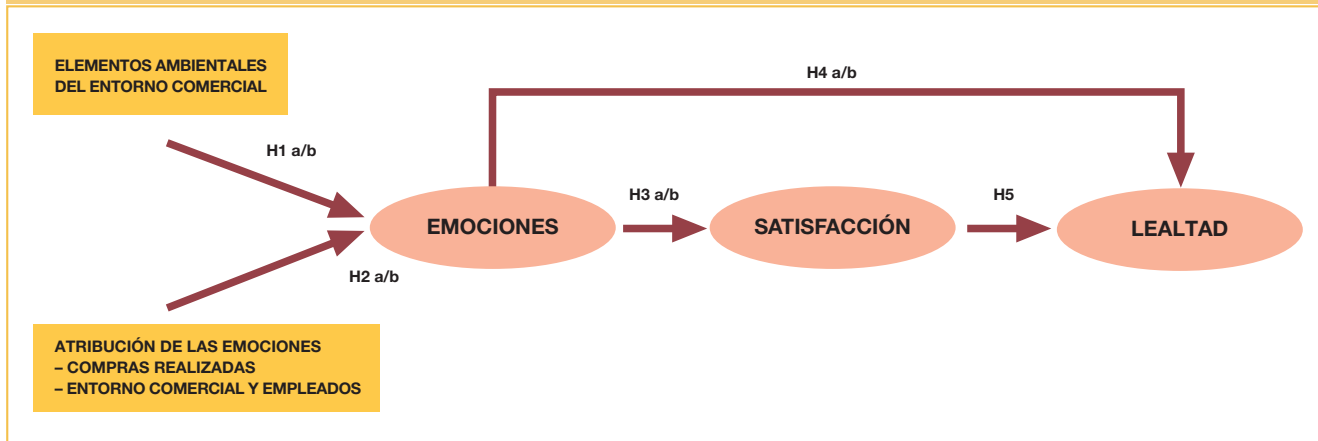 ELEMENTOS AMBIENTALES
DEL ENTORNO COMERCIAL
H4 a/b
H1 a/b
H3 a/b
H5
EMOCIONES
SATISFACCIÓN
LEALTAD
H2 a/b
ATRIBUCIÓN DE LAS EMOCIONES
– COMPRAS REALIZADAS
– ENTORNO COMERCIAL Y EMPLEADOS